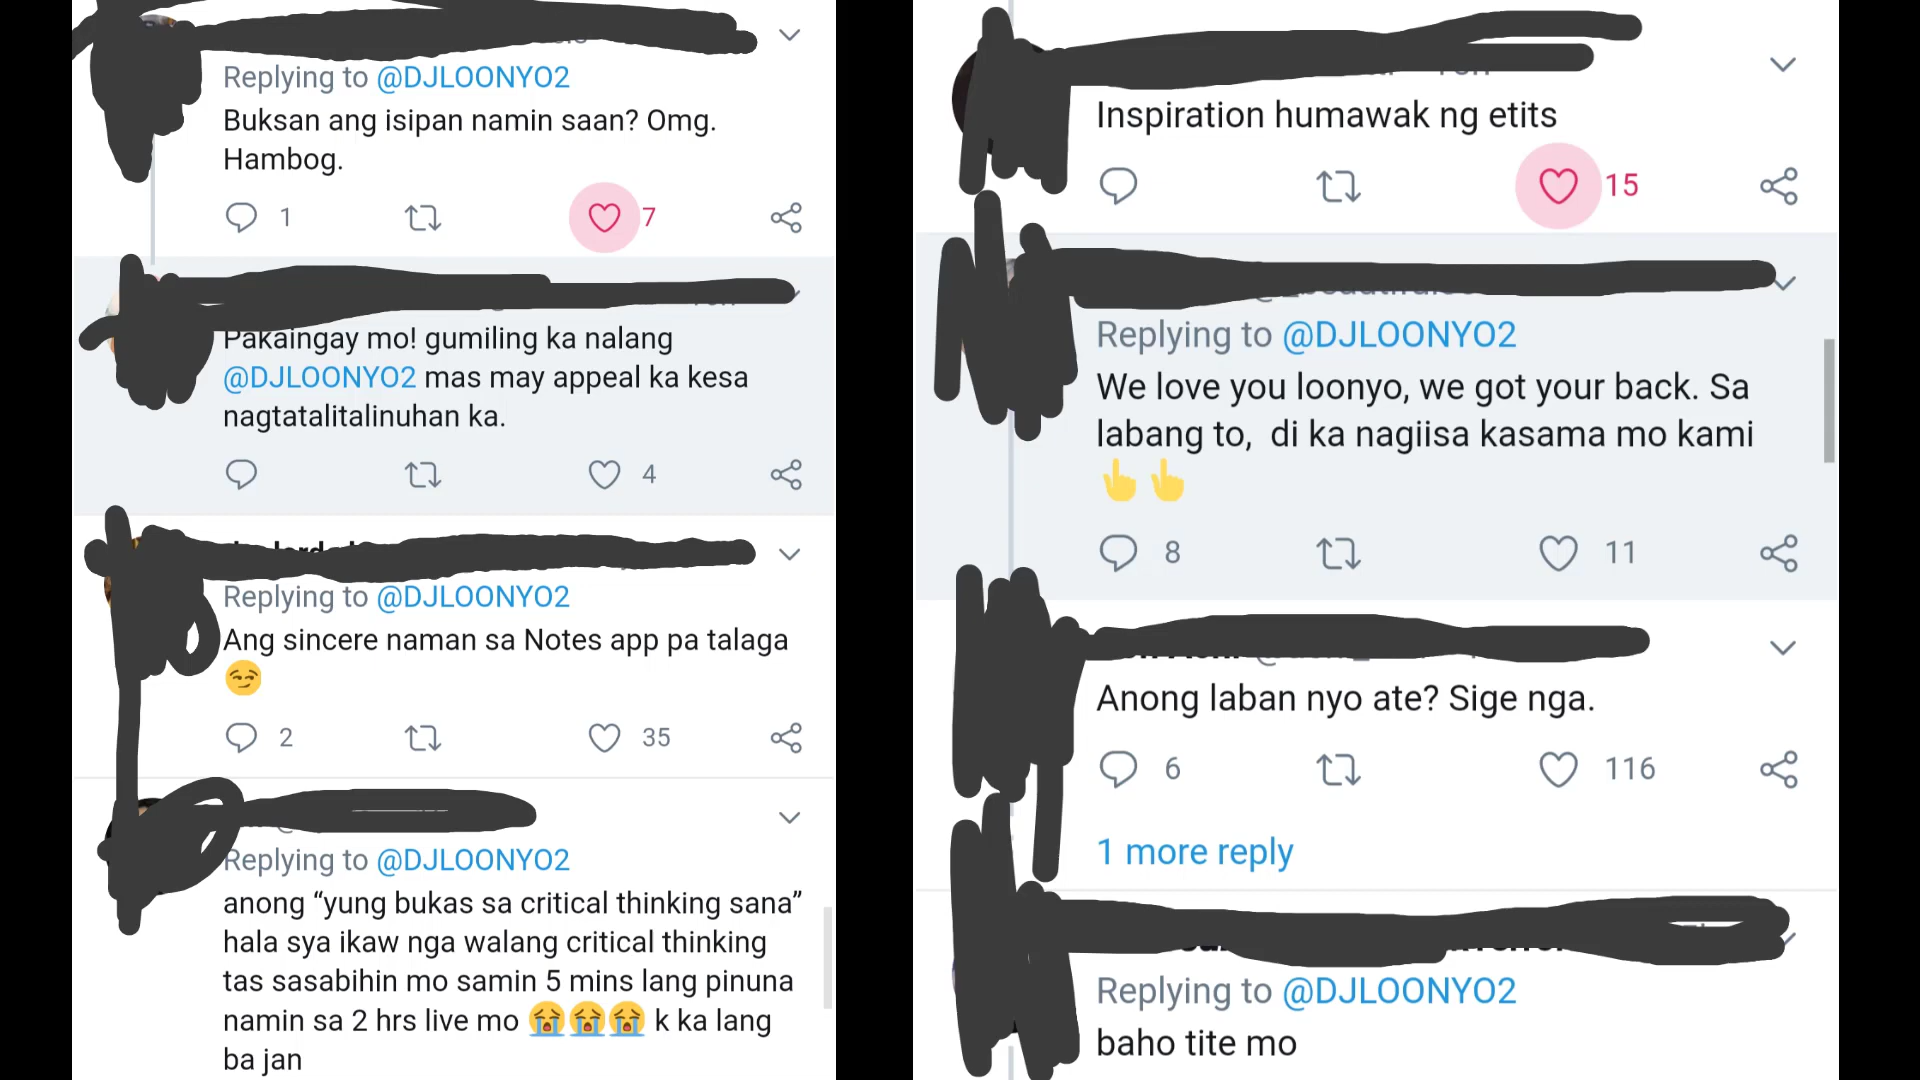 Replying to @DJLOONYO2
Buksan ang isipan namin saan? Omg.
Hambog.
1
7
Pakaingay mo! gumiling ka nalang
@DJLOONYO2 mas may appeal ka kesa
nagtatalitalinuhan ka.
4
Replying to @DJLOONYO2
Ang sincere naman sa Notes app pa talaga
😏
2
35
Replying to @DJLOONYO2
anong “yung bukas sa critical thinking sana”
hala sya ikaw nga walang critical thinking
tas sasabihin mo samin 5 mins lang pinuna
namin sa 2 hrs live mo 😭😭😭 k ka lang
ba jan
Inspiration humawak ng etits
15
Replying to @DJLOONYO2
We love you loonyo, we got your back. Sa
labang to, di ka nagiisa kasama mo kami
👆👆
8
11
Anong laban nyo ate? Sige nga.
6
116
1 more reply
Replying to @DJLOONYO2
baho tite mo